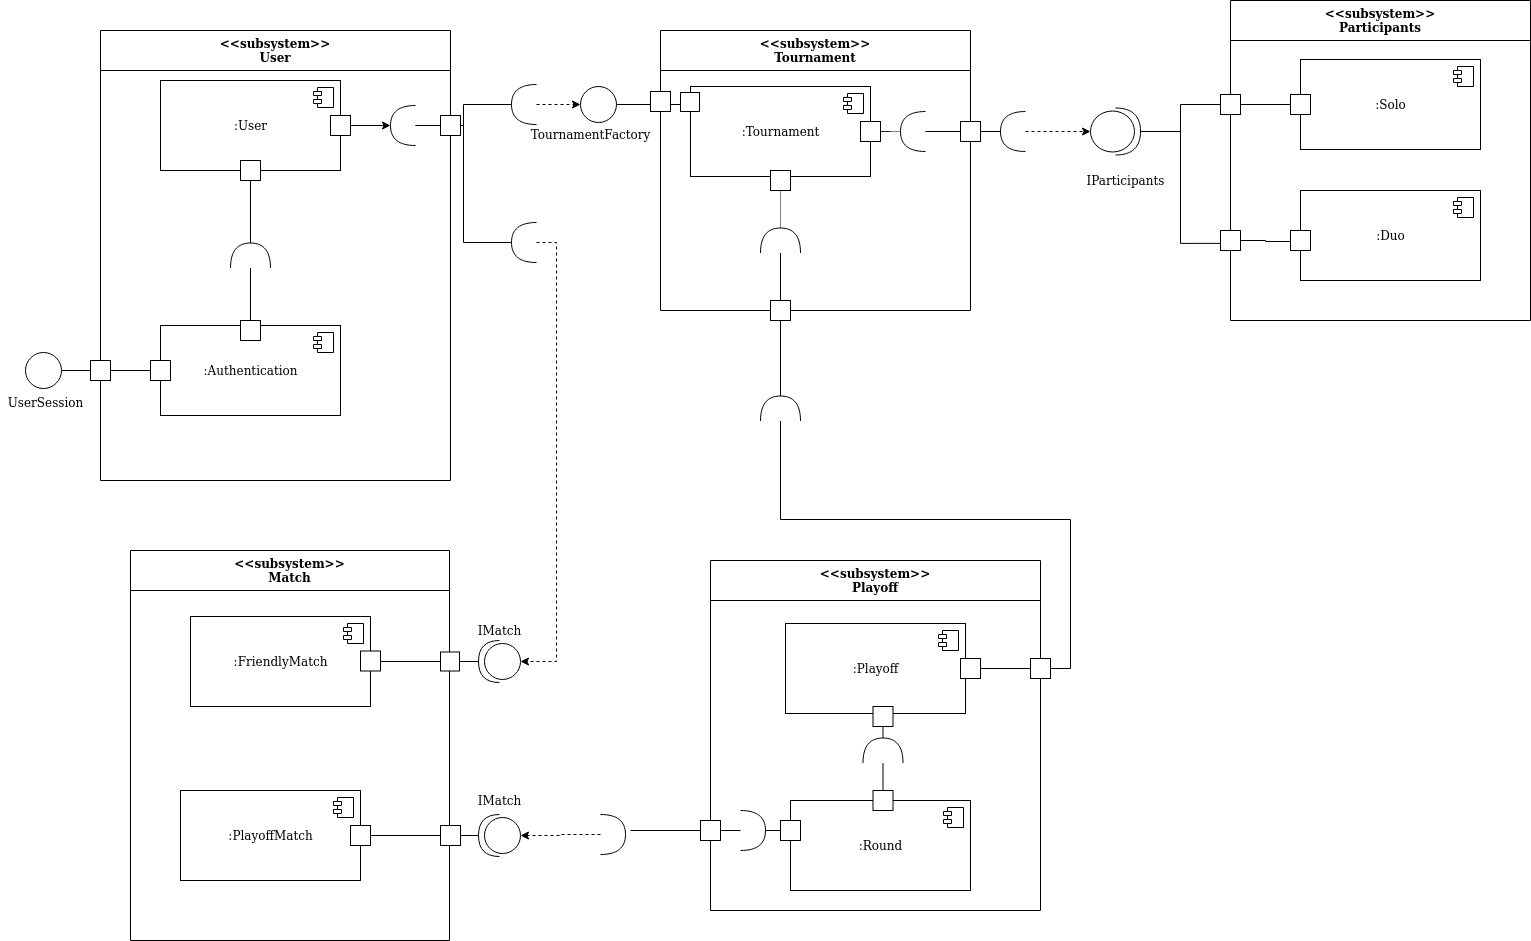 <<subsystem>>
User
:User
:Authentication
UserSession
TournamentFactory
<<subsystem>>
Tournament
:Tournament
IParticipants
<<subsystem>>
Participants
:Solo
:Duo
<<subsystem>>
Match
:FriendlyMatch
IMatch
:PlayoffMatch
IMatch
<<subsystem>>
Playoff
:Playoff
:Round